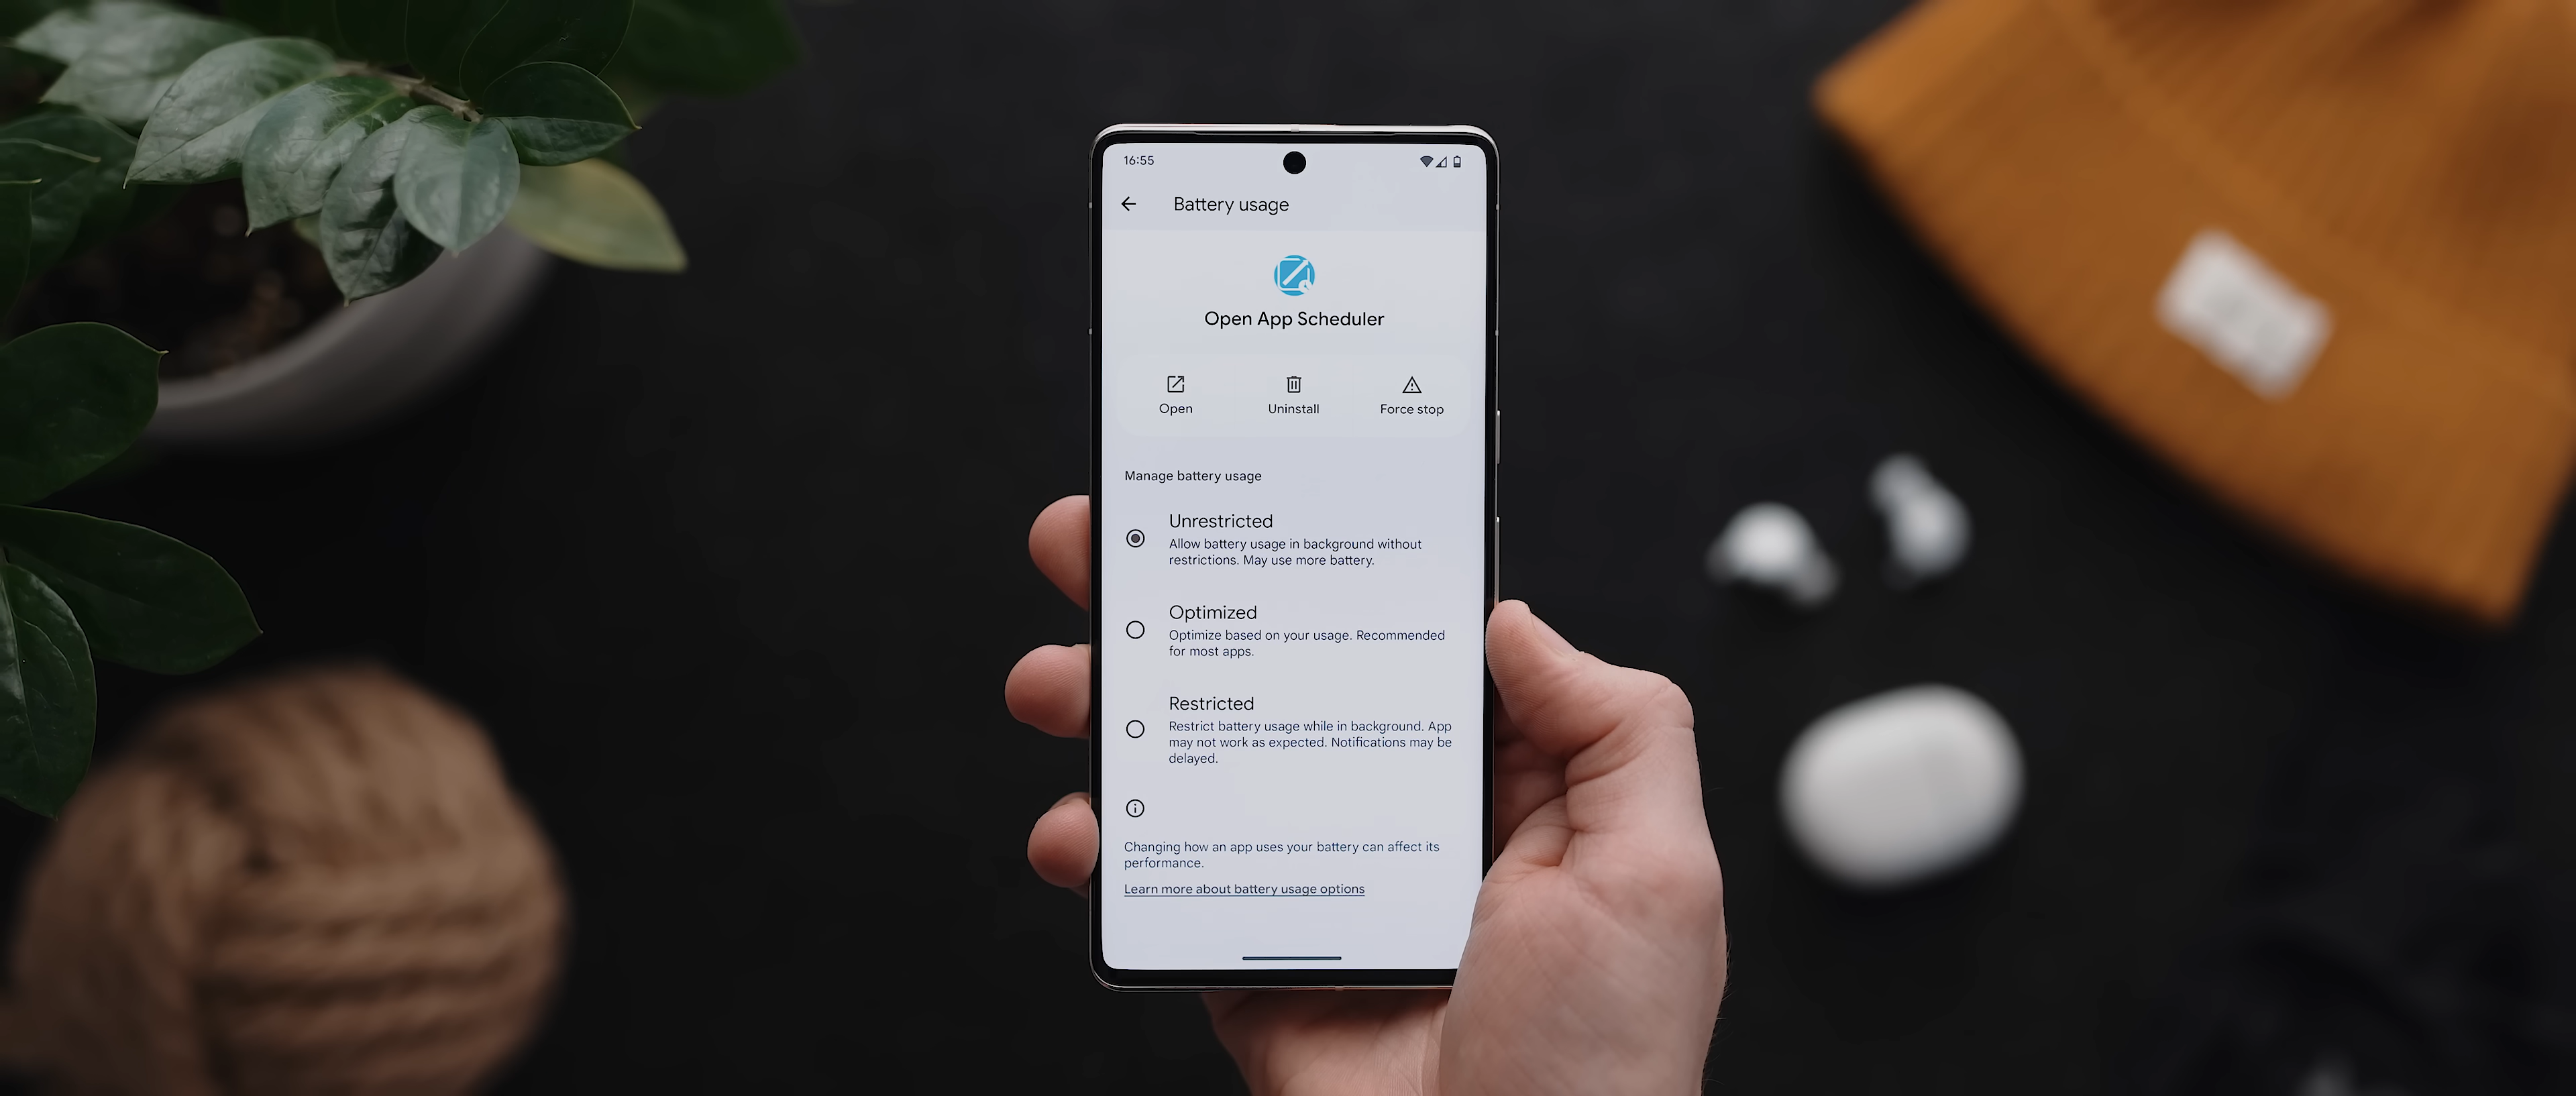 16:55
Battery usage
Open App Scheduler
Open
Uninstall
Force stop
Manage battery usage
Unrestricted
Allow battery usage in background without
restrictions. May use more battery.
Optimized
Optimize based on your usage. Recommended
for most apps.
Restricted
Restrict battery usage while in background. App
may not work as expected. Notifications may be
delayed.
Changing how an app uses your battery can affect its
performance.
Learn more about battery usage options